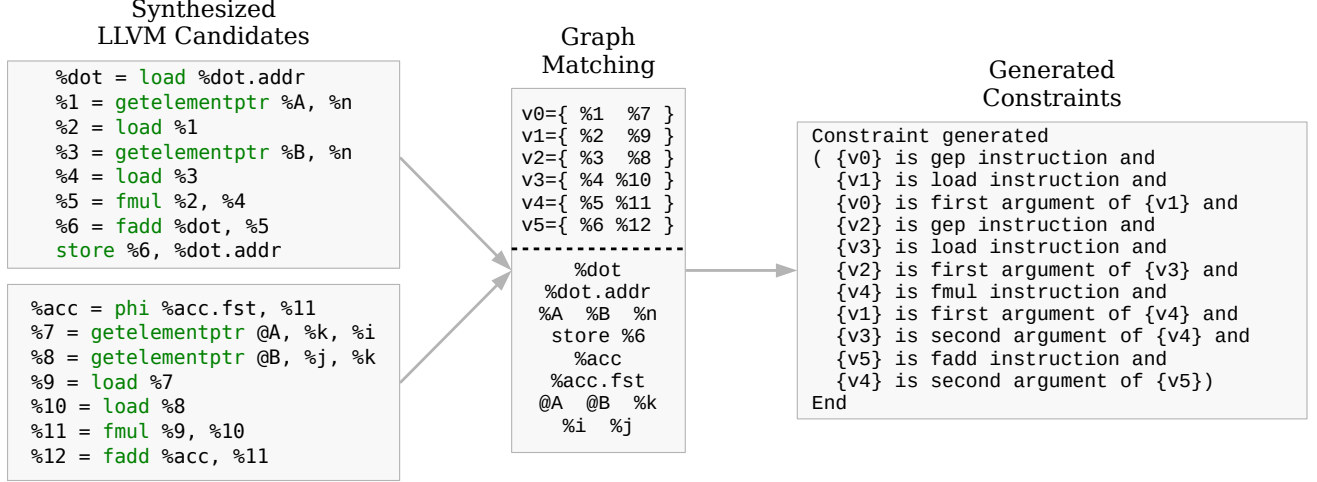 Synthesized
LLVM Candidates
%dot = load %dot.addr
%1 = getelementptr %A, %n
%2 = load %1
%3 = getelementptr %B, %n
%4 = load %3
%5 = fmul %2, %4
%6 = fadd %dot, %5
store %6, %dot.addr
%acc = phi %acc.fst, %11
%7 = getelementptr @A, %k, %i
%8 = getelementptr @B, %j, %k
%9 = load %7
%10 = load %8
%11 = fmul %9, %10
%12 = fadd %acc, %11
Graph
Matching
v0={ %1 %7 }
v1={ %2 %9 }
v2={ %3 %8 }
v3={ %4 %10 }
v4={ %5 %11 }
v5={ %6 %12 }
%dot
%dot.addr
%A %B %n
store %6
%acc
%acc.fst
@A @B %k
%i %j
Generated
Constraints
Constraint generated
( {v0} is gep instruction and
{v1} is load instruction and
{v0} is first argument of {v1} and
{v2} is gep instruction and
{v3} is load instruction and
{v2} is first argument of {v3} and
{v4} is fmul instruction and
{v1} is first argument of {v4} and
{v3} is second argument of {v4} and
{v5} is fadd instruction and
{v4} is second argument of {v5})
End